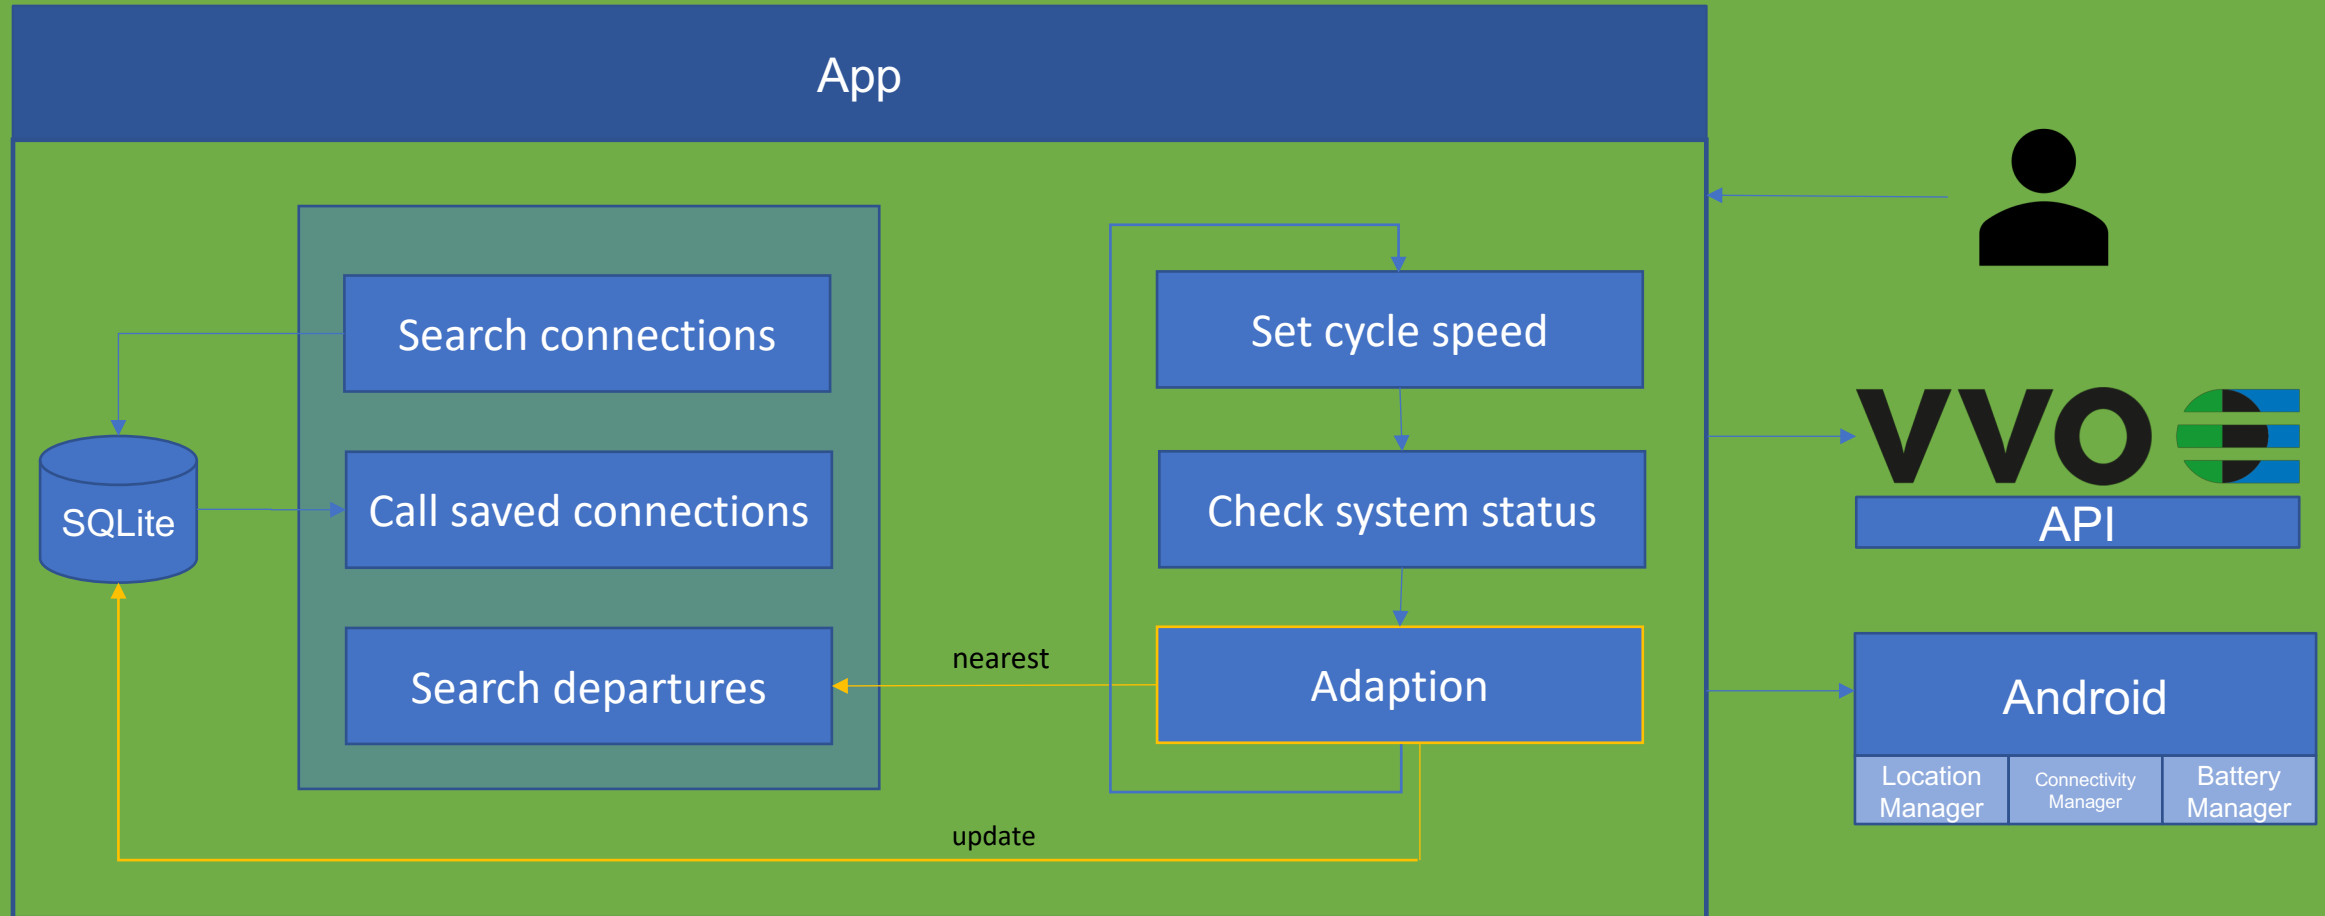 App
Search connections
Set cycle speed
SQLite
Call saved connections
Check system status
VVO
API
nearest
Search departures
Adaption
Android
Location
Manager
Connectivity
Manager
Battery
Manager
update